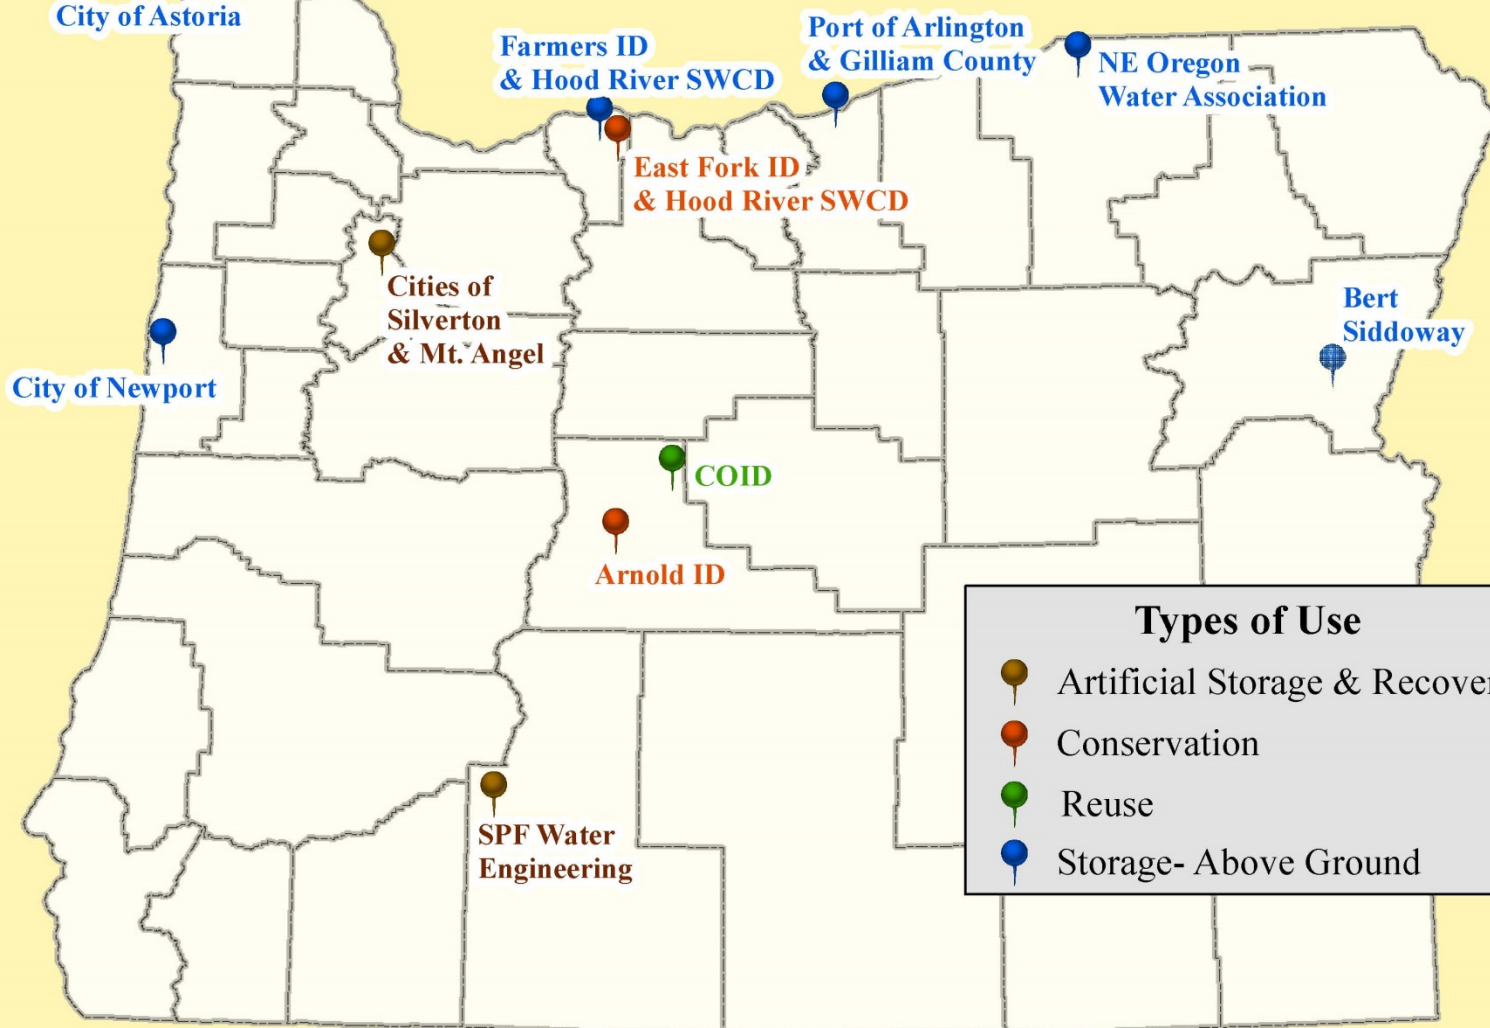 City of Astoria
Farmers ID
& Hood River SWCD
Port of Arlington
& Gilliam County
NE Oregon
Water Association
East Fork ID
& Hood River SWCD
Cities of
Silverton
& Mt. Angel
Bert
Siddoway
City of Newport
COID
Arnold ID
SPF Water
Engineering
Types of Use
Artificial Storage & Recover
Conservation
Reuse
Storage- Above Ground